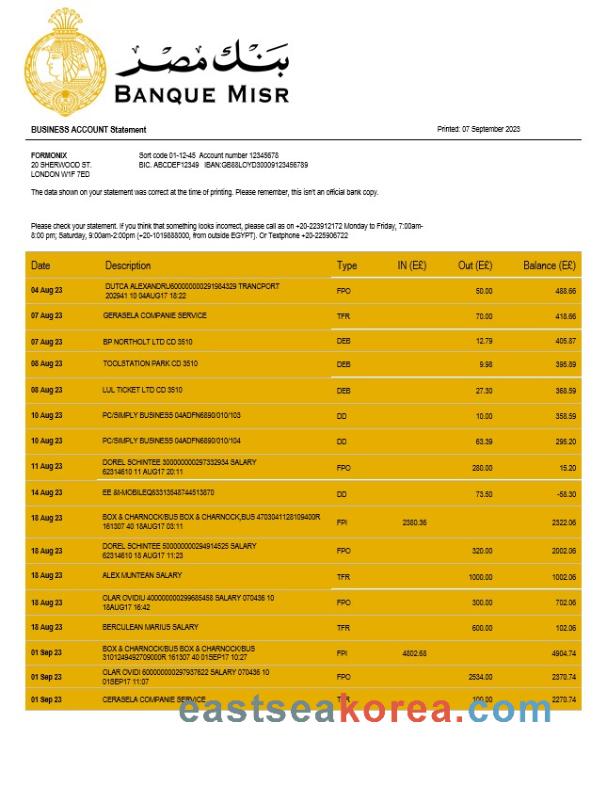 بنك مصر
BANQUE MISR
BUSINESS ACCOUNT Statement
Printed: 07 September 2023
FORMONIX
20 SHERWOOD ST.
LONDON W1F 7ED
Sort code 01-12-45 Account number 12345678
BIC. ABCDEF12349 IBAN:GB88LOYD30009123456789
The data shown on your statement was correct at the time of printing. Please remember, this isn't an official bank copy.
Please check your statement. If you think that something looks incorrect, please call as on +20-223912172 Monday to Friday, 7:00am-
8:00 pm; Saturday, 9:00am-2:00pm (+20-1019888000, from outside EGYPT). Or Textphone +20-225906722
Date Description Type IN (E£) Out (E£) Balance (E£)
04 Aug 23 DUTCA ALEXANDRU600000000291984329 TRANCPORT FPO 50.00 488.66
202941 10 04AUG17 18:22
07 Aug 23 GERASELA COMPANIE SERVICE TFR 70.00 418.66
07 Aug 23 BP NORTHOLT LTD CD 3510 DEB 12.79 405.87
08 Aug 23 TOOLSTATION PARK CD 3510 DEB 9.98 395.89
08 Aug 23 LUL TICKET LTD CD 3510 DEB 27.30 368.59
10 Aug 23 PC/SIMPLY BUSINESS 04ADFN6890/010/103 DD 10.00 358.59
10 Aug 23 PC/SIMPLY BUSINESS 04ADFN6890/010/104 DD 63.39 295.20
11 Aug 23 DOREL SCHINTEE 300000000297332934 SALARY FPO 280.00 15.20
62314610 11 AUG17 20:11
14 Aug 23 EE &I-MOBILEQ63313648744513870 DD 73.50 -58.30
18 Aug 23 BOX & CHARNOCK/BUS BOX & CHARNOCK,BUS 4703041128109400R FPI 2380.36 2322.06
161307 40 18AUG17 03:11
18 Aug 23 DOREL SCHINTEE 500000000294914525 SALARY FPO 320.00 2002.06
62314610 18 AUG17 11:23
18 Aug 23 ALEX MUNTEAN SALARY TFR 1000.00 1002.06
18 Aug 23 OLAR OVIDIU 400000000299685458 SALARY 070436 10 FPO 300.00 702.06
18AUG17 16:42
18 Aug 23 BERCULEAN MARIUS SALARY TFR 600.00 102.06
01 Sep 23 BOX & CHARNOCK/BUS BOX & CHARNOCK/BUS FPI 4802.68 4904.74
3101249492709000R 161307 40 01SEP17 10:27
01 Sep 23 OLAR OVIDI 600000000297937622 SALARY 070436 10 FPO 2534.00 2370.74
01SEP17 11:07
01 Sep 23 CERASELA COMPANIE SERVICE TFR 100.00 2270.74
eastseakorea.com